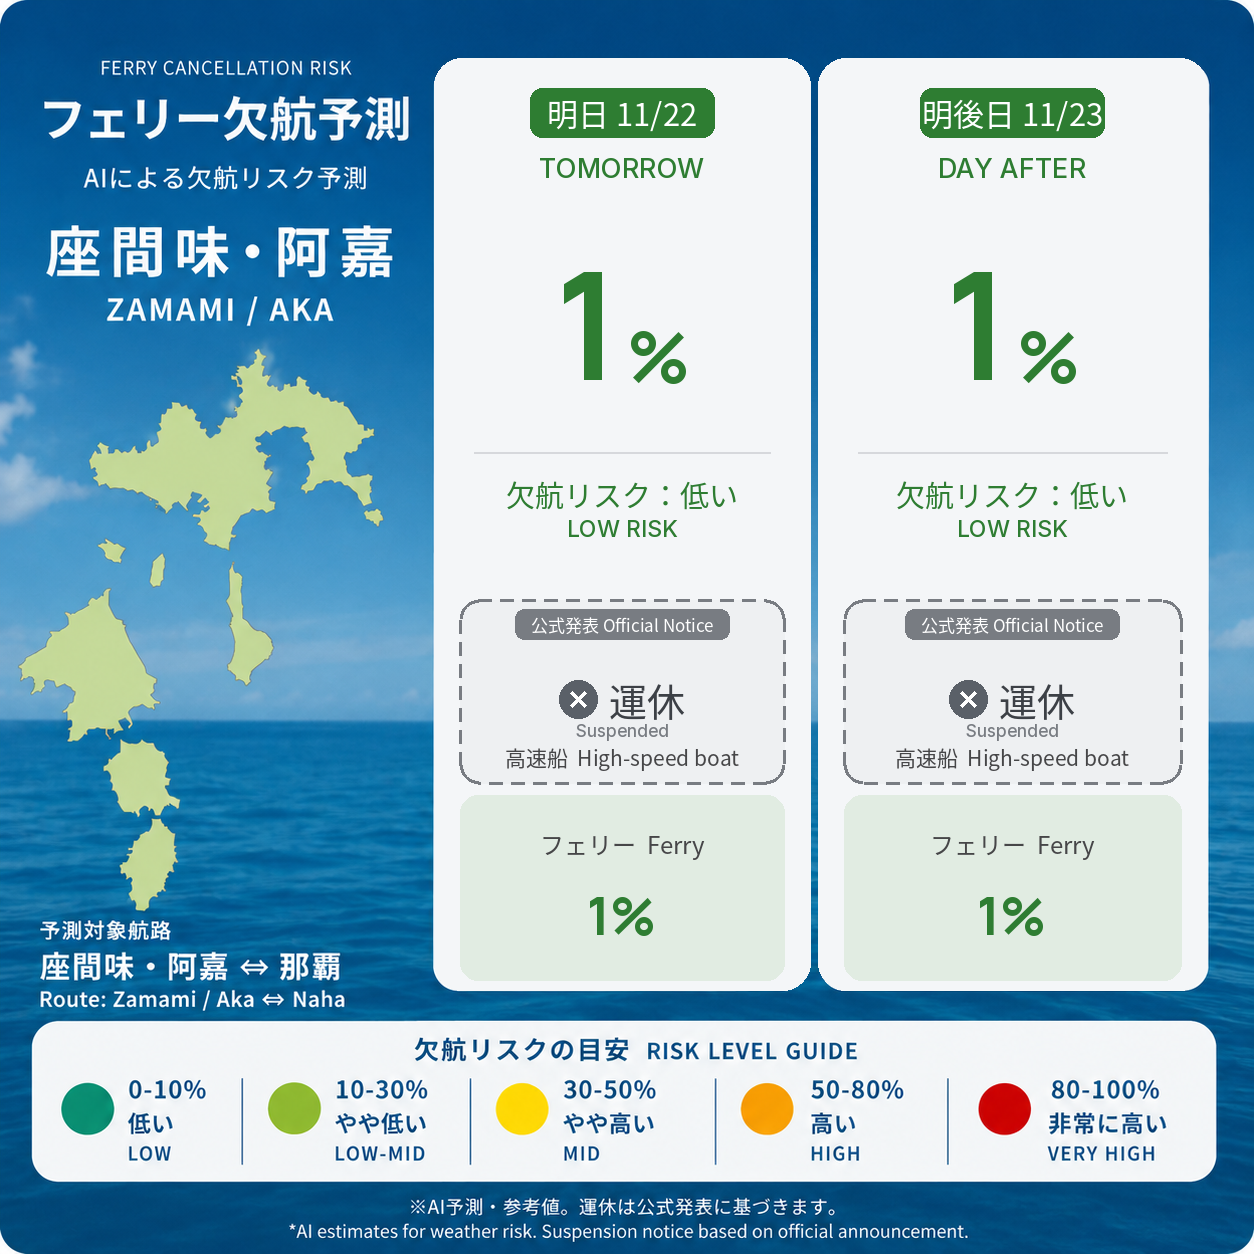 FERRY CANCELLATION RISK
フェリー欠航予測
AIによる欠航リスク予測
座間味・阿嘉
ZAMAMI / AKA
予測対象航路
座間味・阿嘉 ⇔ 那覇
Route: Zamami / Aka ⇔ Naha
明日 11/22
TOMORROW
1%
欠航リスク：低い
LOW RISK
公式発表 Official Notice
運休
Suspended
高速船 High-speed boat
フェリー Ferry
1%
明後日 11/23
DAY AFTER
1%
欠航リスク：低い
LOW RISK
公式発表 Official Notice
運休
Suspended
高速船 High-speed boat
フェリー Ferry
1%
欠航リスクの目安 RISK LEVEL GUIDE
0-10%
低い
LOW
10-30%
やや低い
LOW-MID
30-50%
やや高い
MID
50-80%
高い
HIGH
80-100%
非常に高い
VERY HIGH
※AI予測・参考値。運休は公式発表に基づきます。
*AI estimates for weather risk. Suspension notice based on official announcement.